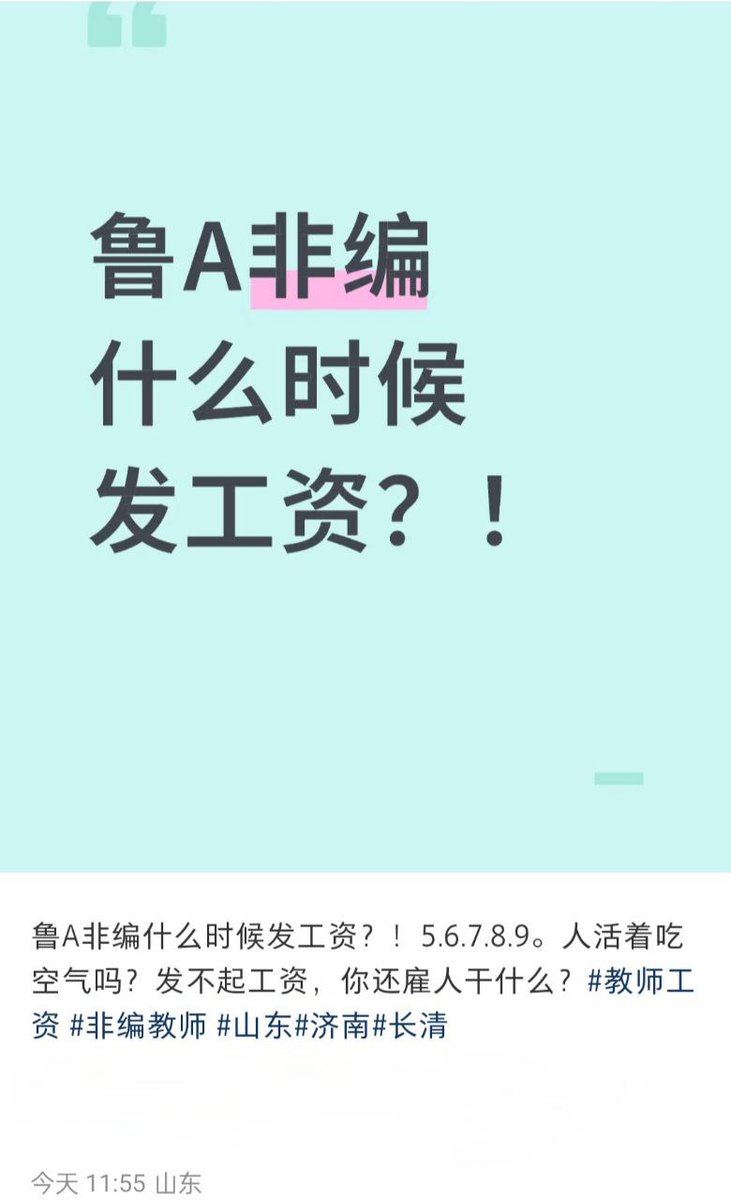 鲁A非编
什么时候
发工资？！
鲁A非编什么时候发工资？！5.6.7.8.9。人活着吃
空气吗？发不起工资，你还雇人干什么？#教师工
资 #非编教师 #山东#济南#长清
今天 11:55 山东